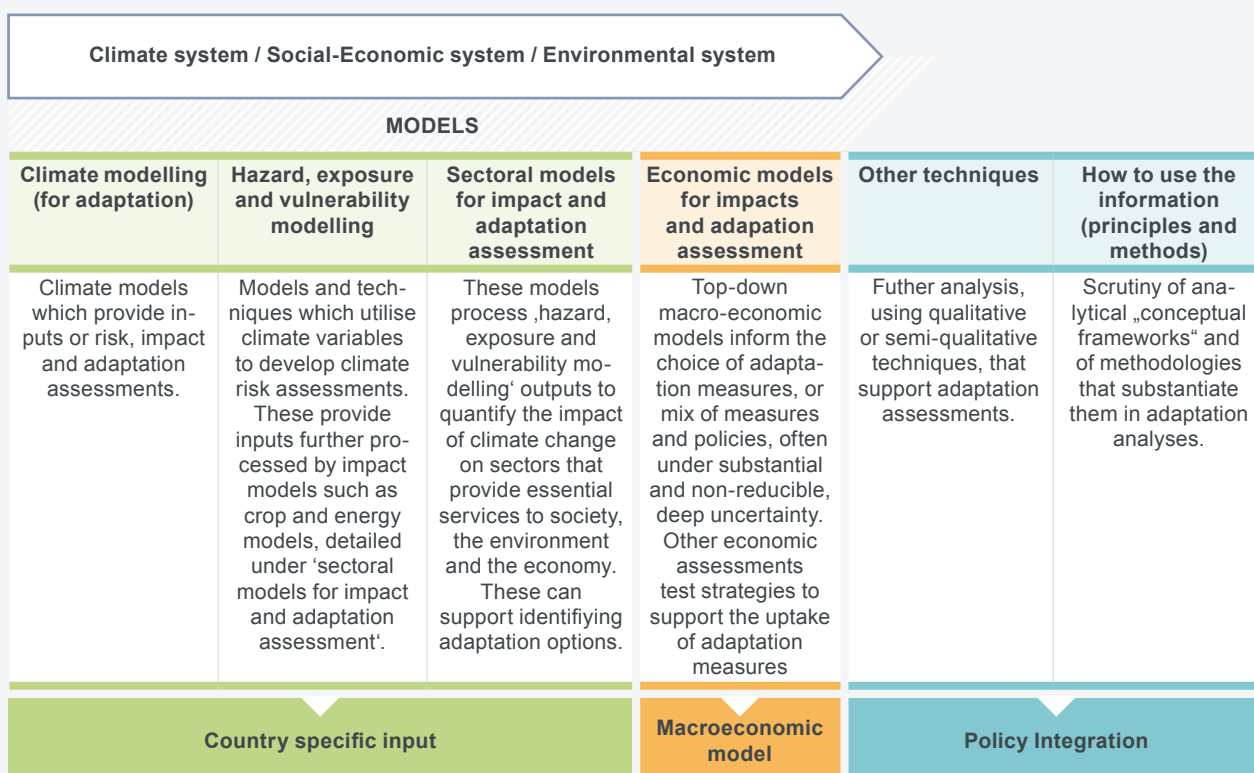 Climate system / Social-Economic system / Environmental system
MODELS
Climate modelling
(for adaptation)
Hazard, exposure
and vulnerability
modelling
Sectoral models
for impact and
adaptation
assessment
Economic models
for impacts
and adapation
assessment
Other techniques
How to use the
information
(principles and
methods)
Climate models
which provide in-
puts or risk, impact
and adaptation
assessments.
Models and tech-
niques which utilise
climate variables
to develop climate
risk assessments.
These provide
inputs further pro-
cessed by impact
models such as
crop and energy
models, detailed
under ‘sectoral
models for impact
and adaptation
assessment‘.
These models
process ‚hazard,
exposure and
vulnerability mo-
delling‘ outputs to
quantify the impact
of climate change
on sectors that
provide essential
services to society,
the environment
and the economy.
These can
support identifiying
adaptation options.
Top-down
macro-economic
models inform the
choice of adapta-
tion measures, or
mix of measures
and policies, often
under substantial
and non-reducible,
deep uncertainty.
Other economic
assessments
test strategies to
support the uptake
of adaptation
measures
Futher analysis,
using qualitative
or semi-qualitative
techniques, that
support adaptation
assessments.
Scrutiny of ana-
lytical „conceptual
frameworks“ and
of methodologies
that substantiate
them in adaptation
analyses.
Country specific input
Macroeconomic
model
Policy Integration